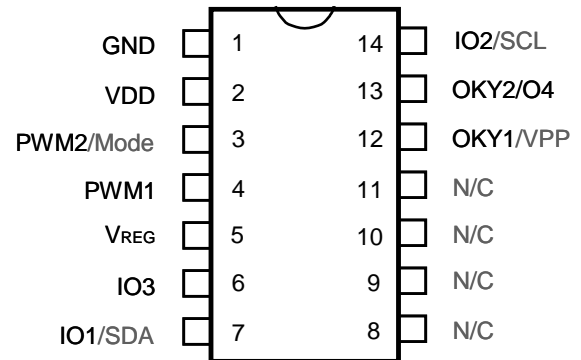 GND 1 14 IO2/SCL
VDD 2 13 OKY2/O4
PWM2/Mode 3 12 OKY1/VPP
PWM1 4 11 N/C
VREG 5 10 N/C
IO3 6 9 N/C
IO1/SDA 7 8 N/C